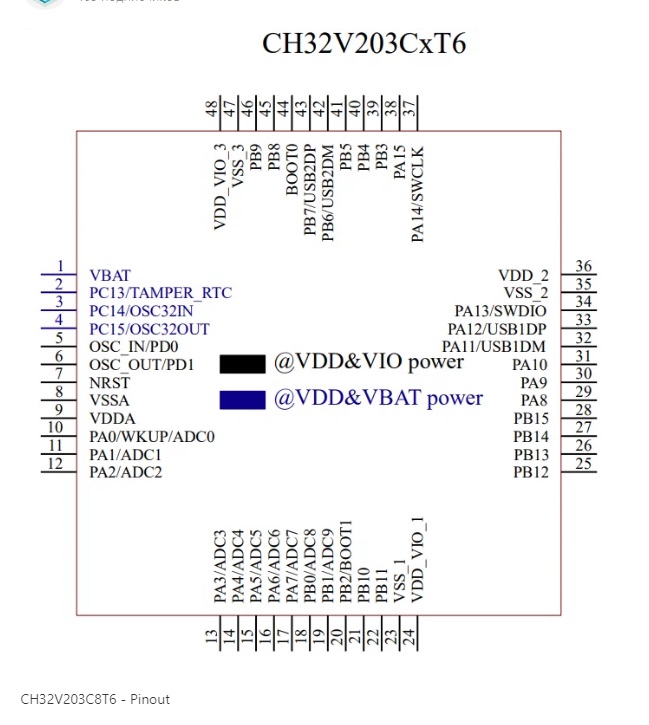 CH32V203CxT6
48
47
46
45
44
43
42
41
40
39
38
37
VDD_VIO_3
VSS_3
PB9
PB8
BOOT0
PB7/USB2DP
PB6/USB2DM
PB5
PB4
PB3
PA15
PA14/SWCLK
1 VBAT
2 PC13/TAMPER_RTC
3 PC14/OSC32IN
4 PC15/OSC32OUT
5 OSC_IN/PD0
6 OSC_OUT/PD1
7 NRST
8 VSSA
9 VDDA
10 PA0/WKUP/ADC0
11 PA1/ADC1
12 PA2/ADC2
@VDD&VIO power
@VDD&VBAT power
VDD_2 36
VSS_2 35
PA13/SWDIO 34
PA12/USB1DP 33
PA11/USB1DM 32
PA10 31
PA9 30
PA8 29
PB15 28
PB14 27
PB13 26
PB12 25
PA3/ADC3
PA4/ADC4
PA5/ADC5
PA6/ADC6
PA7/ADC7
PB0/ADC8
PB1/ADC9
PB2/BOOT1
PB10
PB11
VSS_1
VDD_VIO_1
13
14
15
16
17
18
19
20
21
22
23
24
CH32V203C8T6 - Pinout